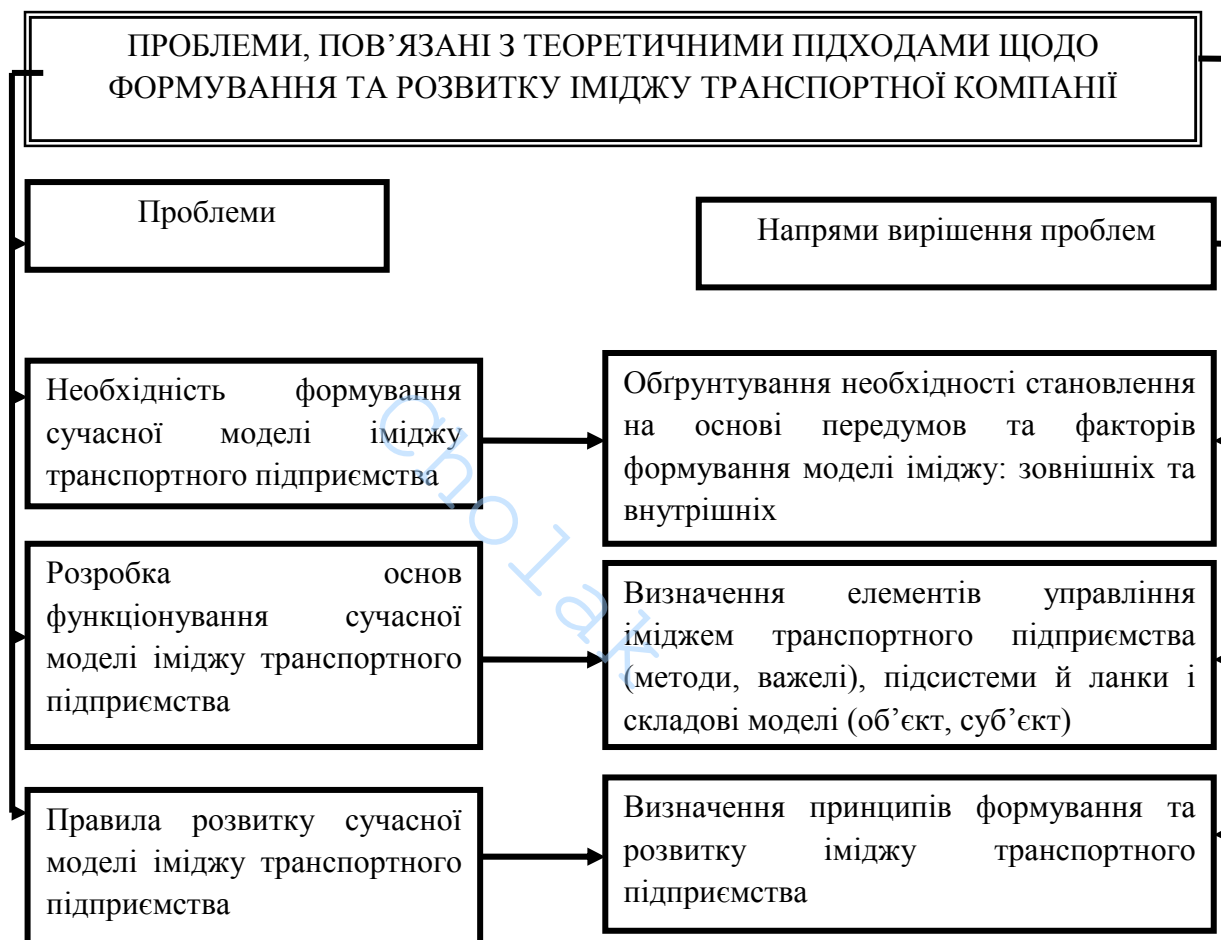 ПРОБЛЕМИ, ПОВ’ЯЗАНІ З ТЕОРЕТИЧНИМИ ПІДХОДАМИ ЩОДО
ФОРМУВАННЯ ТА РОЗВИТКУ ІМІДЖУ ТРАНСПОРТНОЇ КОМПАНІЇ
Проблеми
Напрями вирішення проблем
Необхідність формування
сучасної моделі іміджу
транспортного підприємства
Обґрунтування необхідності становлення
на основі передумов та факторів
формування моделі іміджу: зовнішніх та
внутрішніх
Розробка основ
функціонування сучасної
моделі іміджу транспортного
підприємства
Визначення елементів управління
іміджем транспортного підприємства
(методи, важелі), підсистеми й ланки і
складові моделі (об’єкт, суб’єкт)
Правила розвитку сучасної
моделі іміджу транспортного
підприємства
Визначення принципів формування та
розвитку іміджу транспортного
підприємства
Cholak